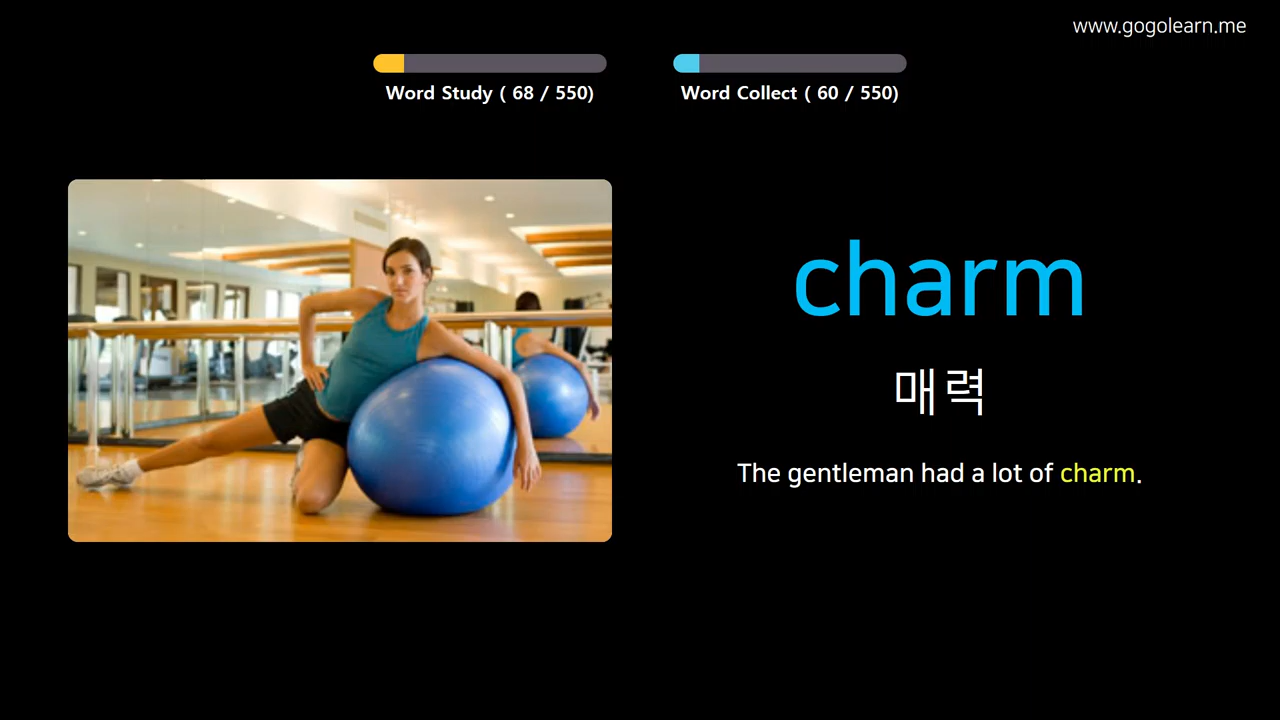 www.gogolearn.me
Word Study ( 68 / 550)
Word Collect ( 60 / 550)
charm
매력
The gentleman had a lot of charm.